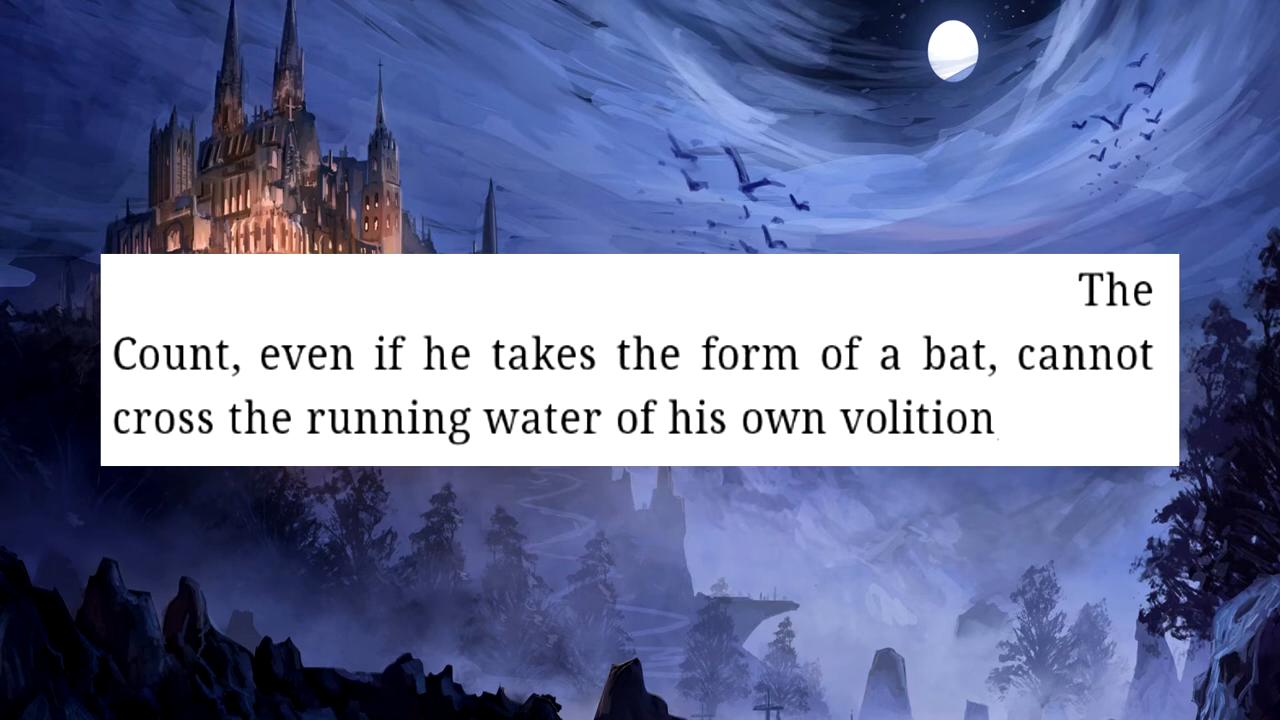 The
Count, even if he takes the form of a bat, cannot
cross the running water of his own volition